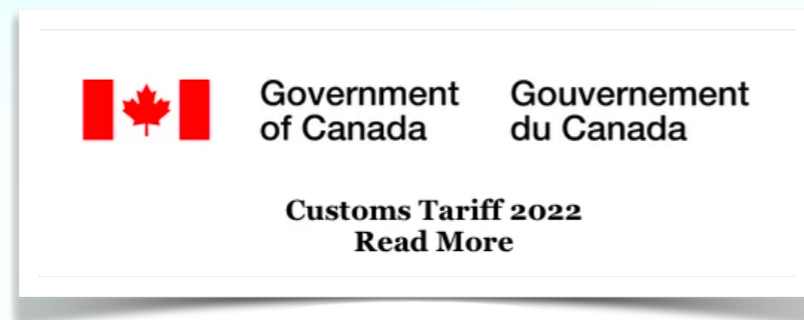 Government Gouvernement
of Canada du Canada
Customs Tariff 2022
Read More